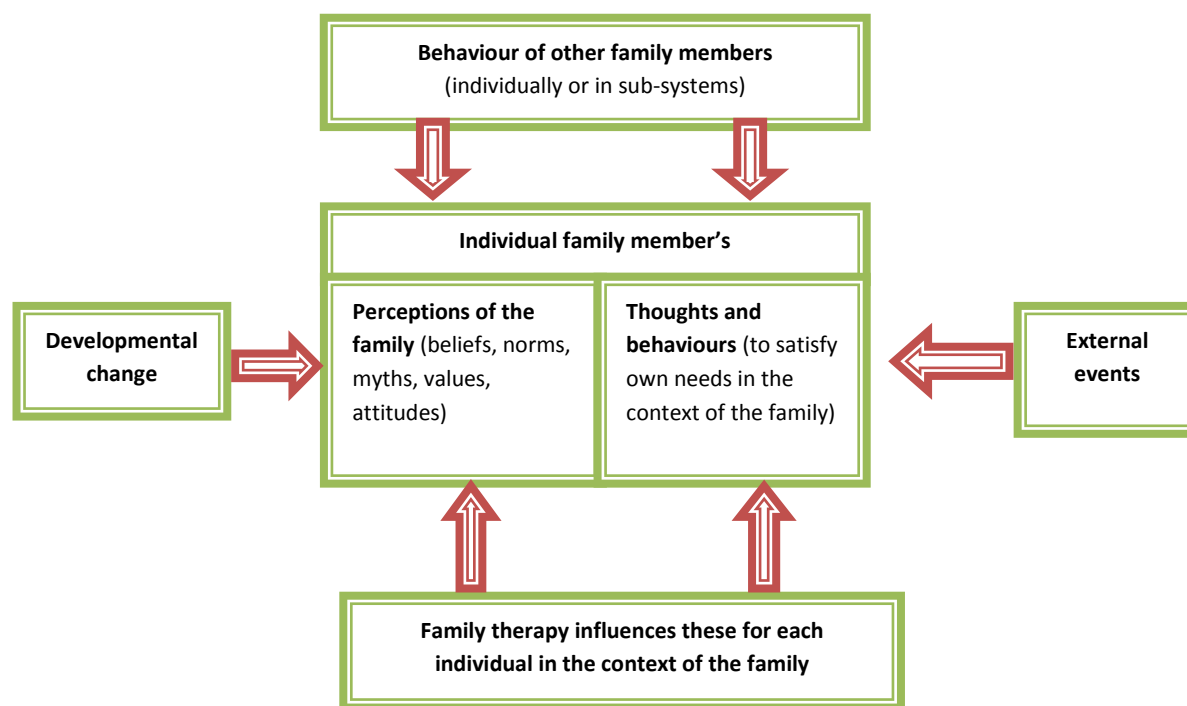 Behaviour of other family members
(individually or in sub-systems)
Individual family member’s
Developmental
change
Perceptions of the
family (beliefs, norms,
myths, values,
attitudes)
Thoughts and
behaviours (to satisfy
own needs in the
context of the family)
External
events
Family therapy influences these for each
individual in the context of the family